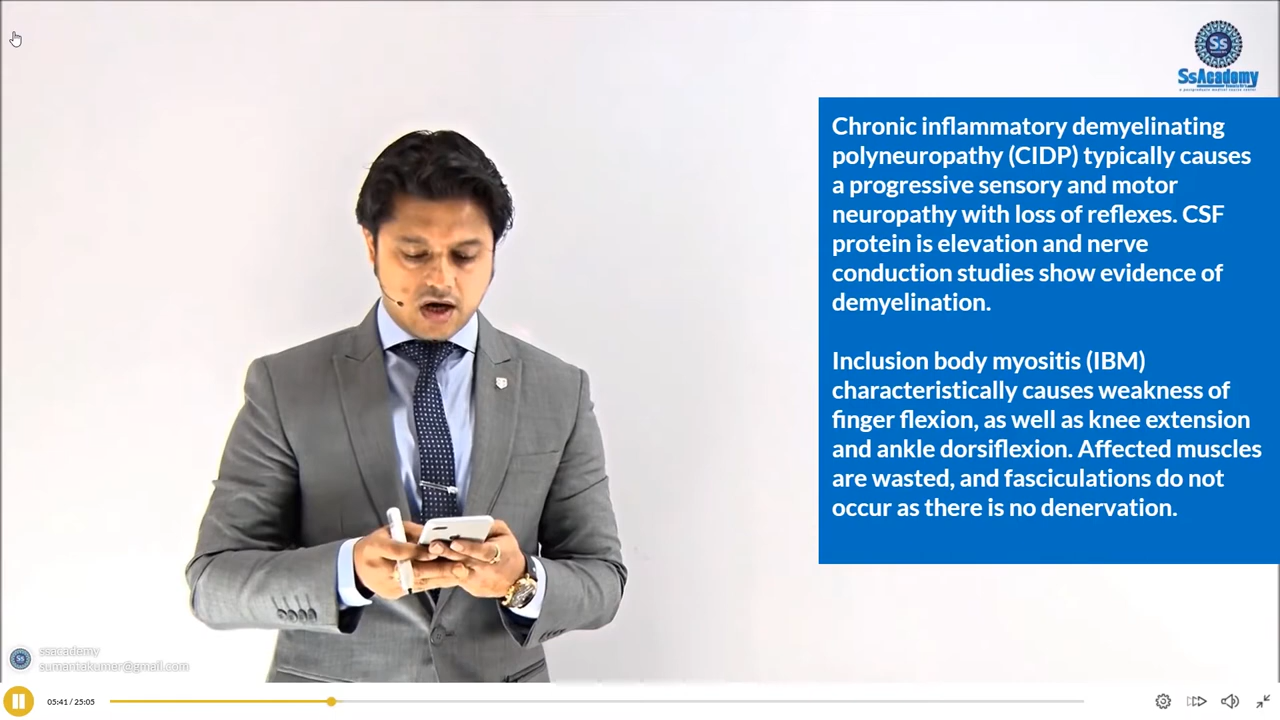 Ss
SsAcademy
Chronic inflammatory demyelinating
polyneuropathy (CIDP) typically causes
a progressive sensory and motor
neuropathy with loss of reflexes. CSF
protein is elevation and nerve
conduction studies show evidence of
demyelination.
Inclusion body myositis (IBM)
characteristically causes weakness of
finger flexion, as well as knee extension
and ankle dorsiflexion. Affected muscles
are wasted, and fasciculations do not
occur as there is no denervation.
Ss
ssacademy
sumantakumer@gmail.com
05:41 / 25:05